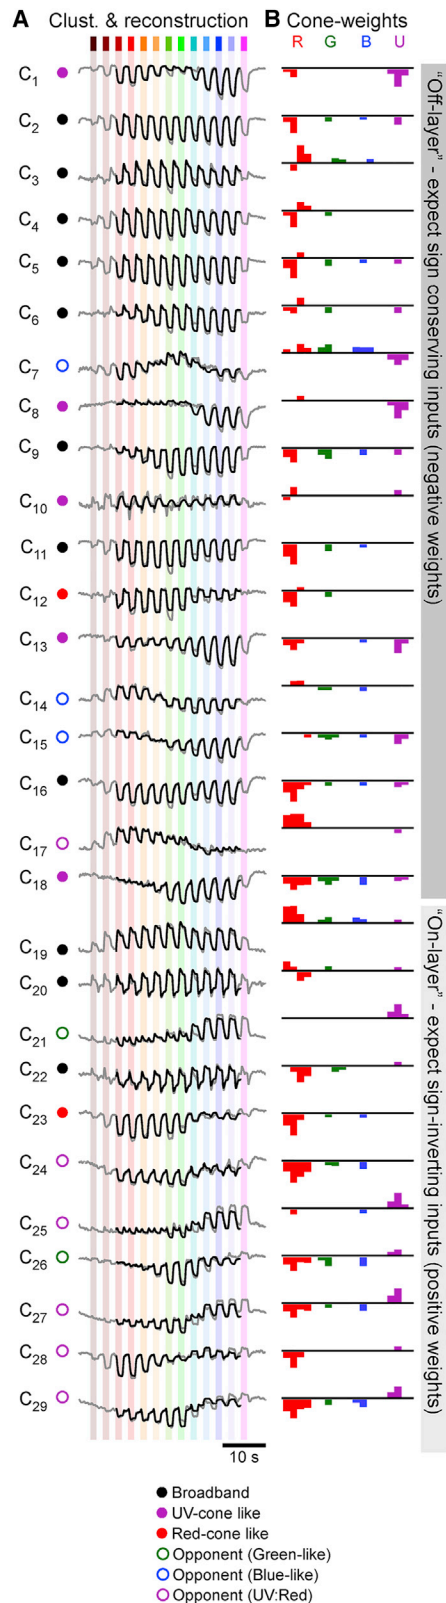 A Clust. & reconstruction
B Cone-weights
R G B U
C1
C2
C3
C4
C5
C6
C7
C8
C9
C10
C11
C12
C13
C14
C15
C16
C17
C18
C19
C20
C21
C22
C23
C24
C25
C26
C27
C28
C29
"Off-layer" - expect sign conserving inputs (negative weights)
"On-layer" - expect sign-inverting inputs (positive weights)
10 s
Broadband
UV-cone like
Red-cone like
Opponent (Green-like)
Opponent (Blue-like)
Opponent (UV:Red)